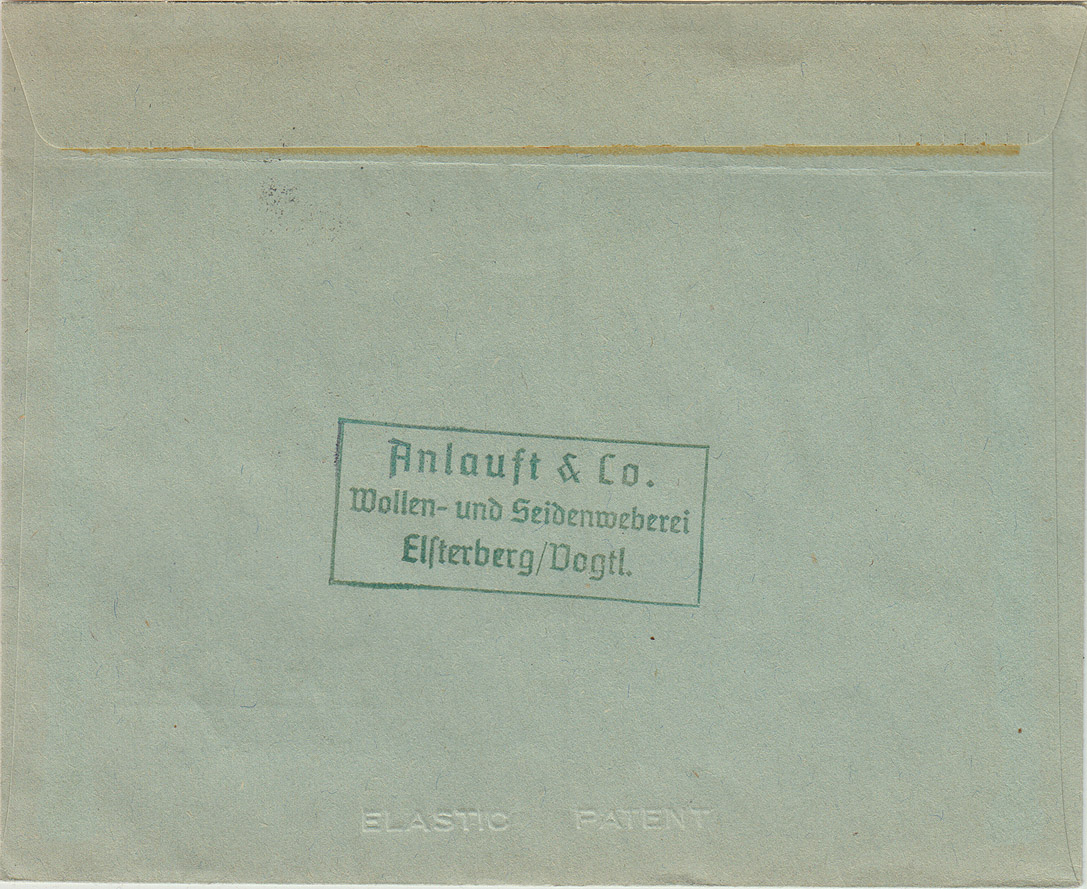 Anlauft & Co.
Wollen- und Seidenweberei
Elsterberg/Vogtl.
ELASTIC PATENT